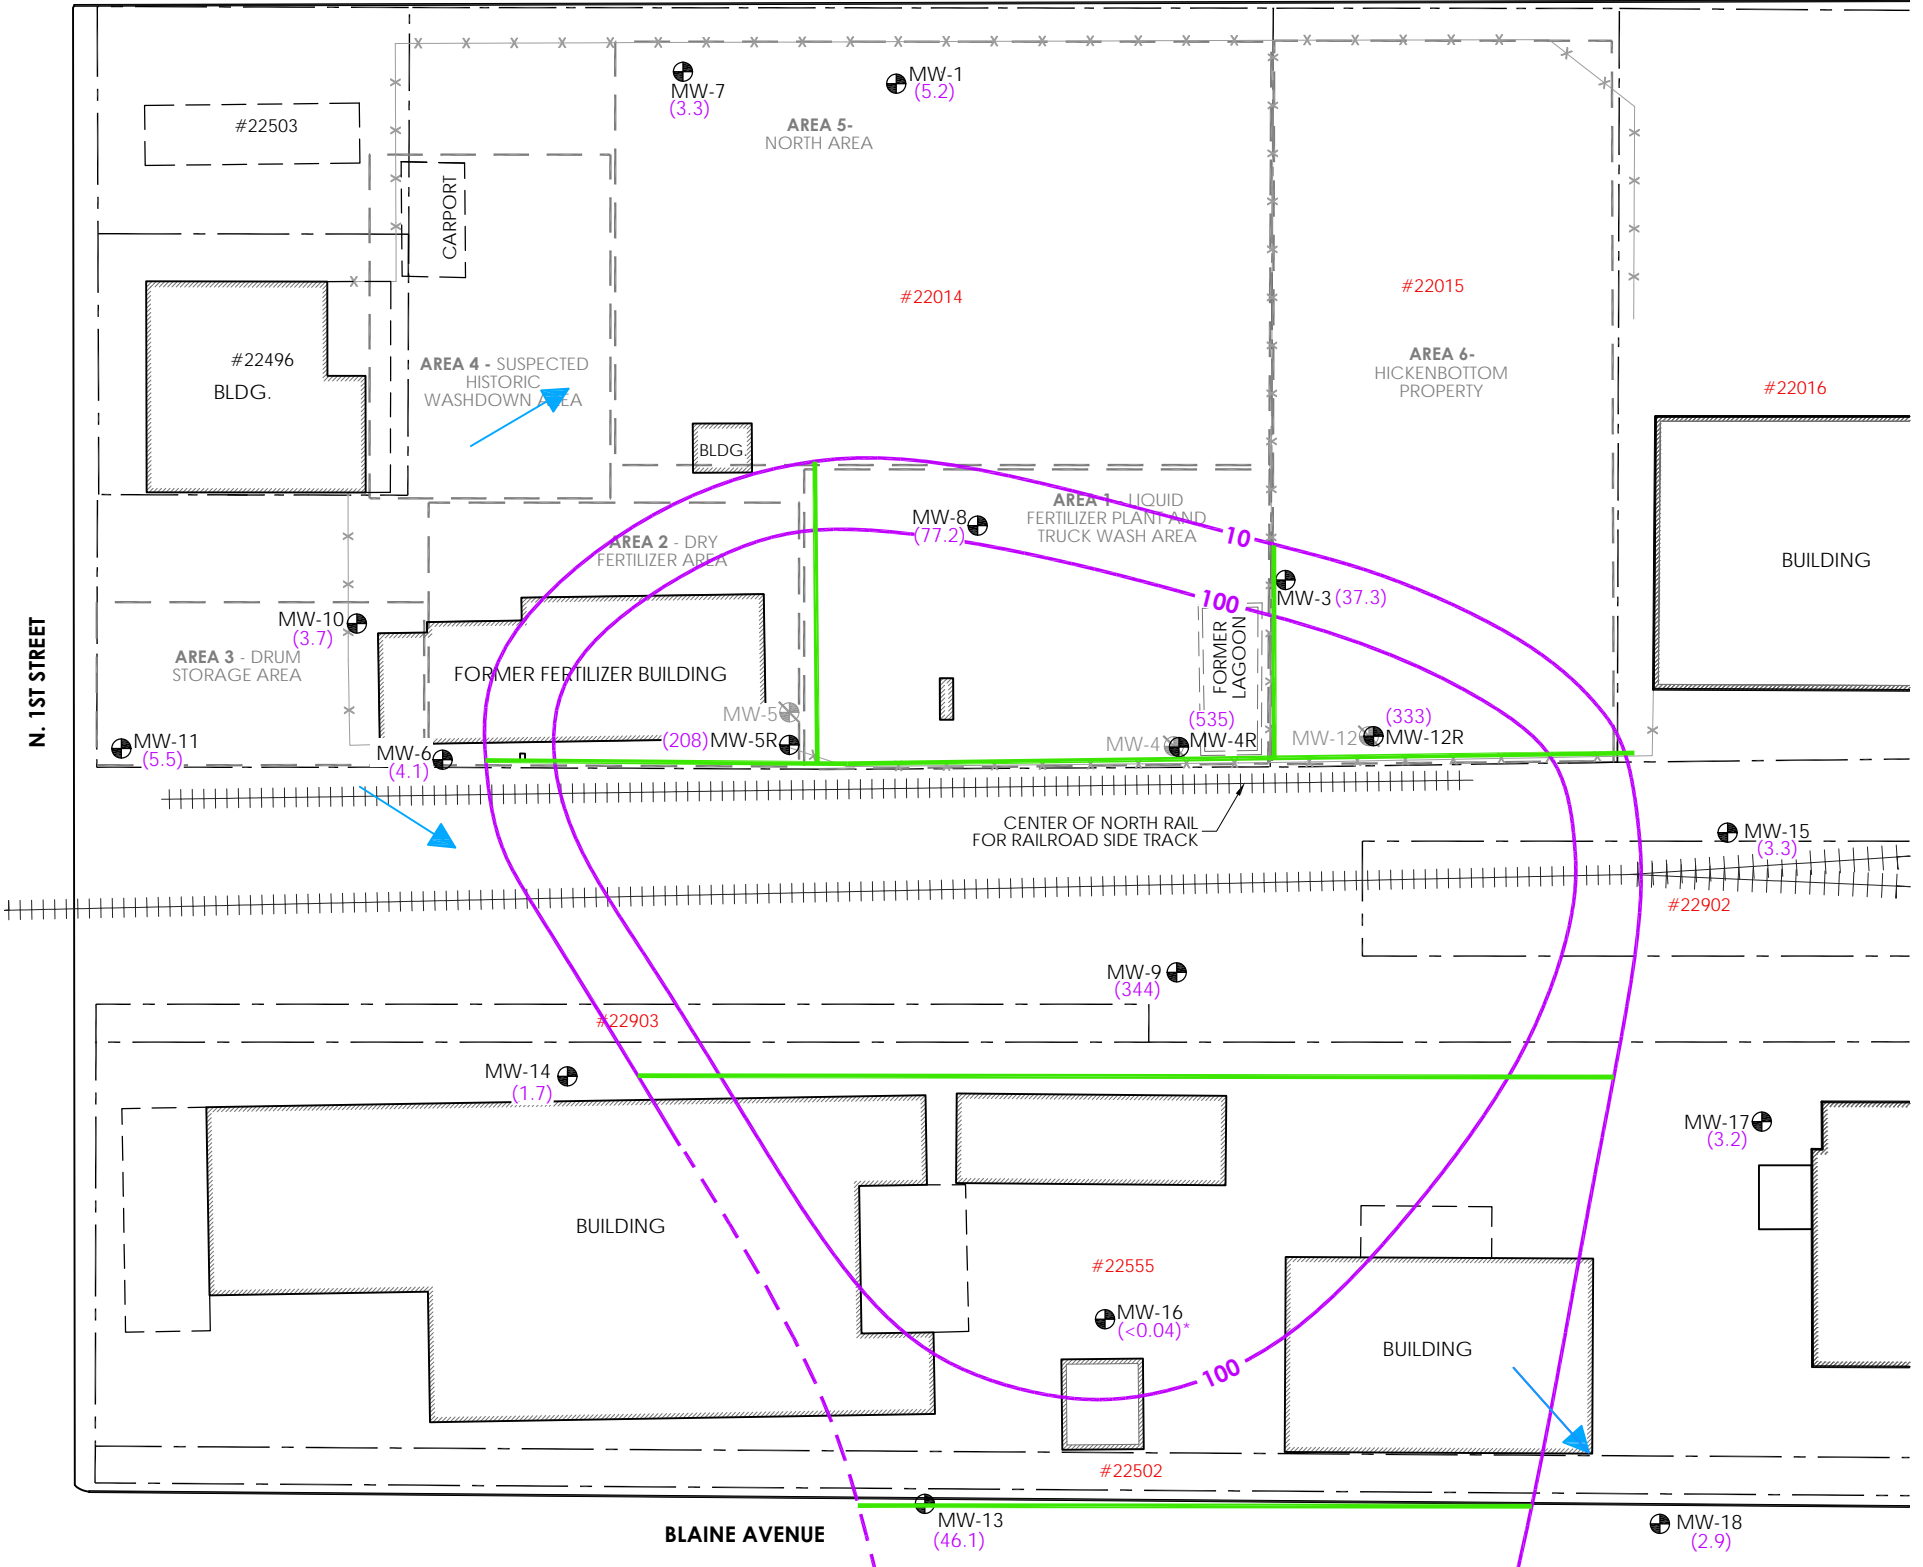 MW-7
(3.3)
MW-1
(5.2)
#22503
AREA 5-
NORTH AREA
CARPORT
#22014
#22015
#22496
BLDG.
AREA 4 - SUSPECTED
HISTORIC
WASHDOWN AREA
AREA 6-
HICKENBOTTOM
PROPERTY
#22016
BLDG.
AREA 1 - LIQUID
FERTILIZER PLANT AND
TRUCK WASH AREA
MW-8
(77.2)
10
AREA 2 - DRY
FERTILIZER AREA
BUILDING
100
MW-3 (37.3)
MW-10
(3.7)
N. 1ST STREET
AREA 3 - DRUM
STORAGE AREA
FORMER FERTILIZER BUILDING
FORMER
LAGOON
MW-5
(208) MW-5R
(535)
MW-4
MW-4R
(333)
MW-12
MW-12R
MW-11
(5.5)
MW-6
(4.1)
CENTER OF NORTH RAIL
FOR RAILROAD SIDE TRACK
MW-15
(3.3)
#22902
MW-9
(344)
#22903
MW-14
(1.7)
MW-17
(3.2)
BUILDING
#22555
MW-16
(<0.04)*
BUILDING
100
#22502
MW-13
(46.1)
BLAINE AVENUE
MW-18
(2.9)